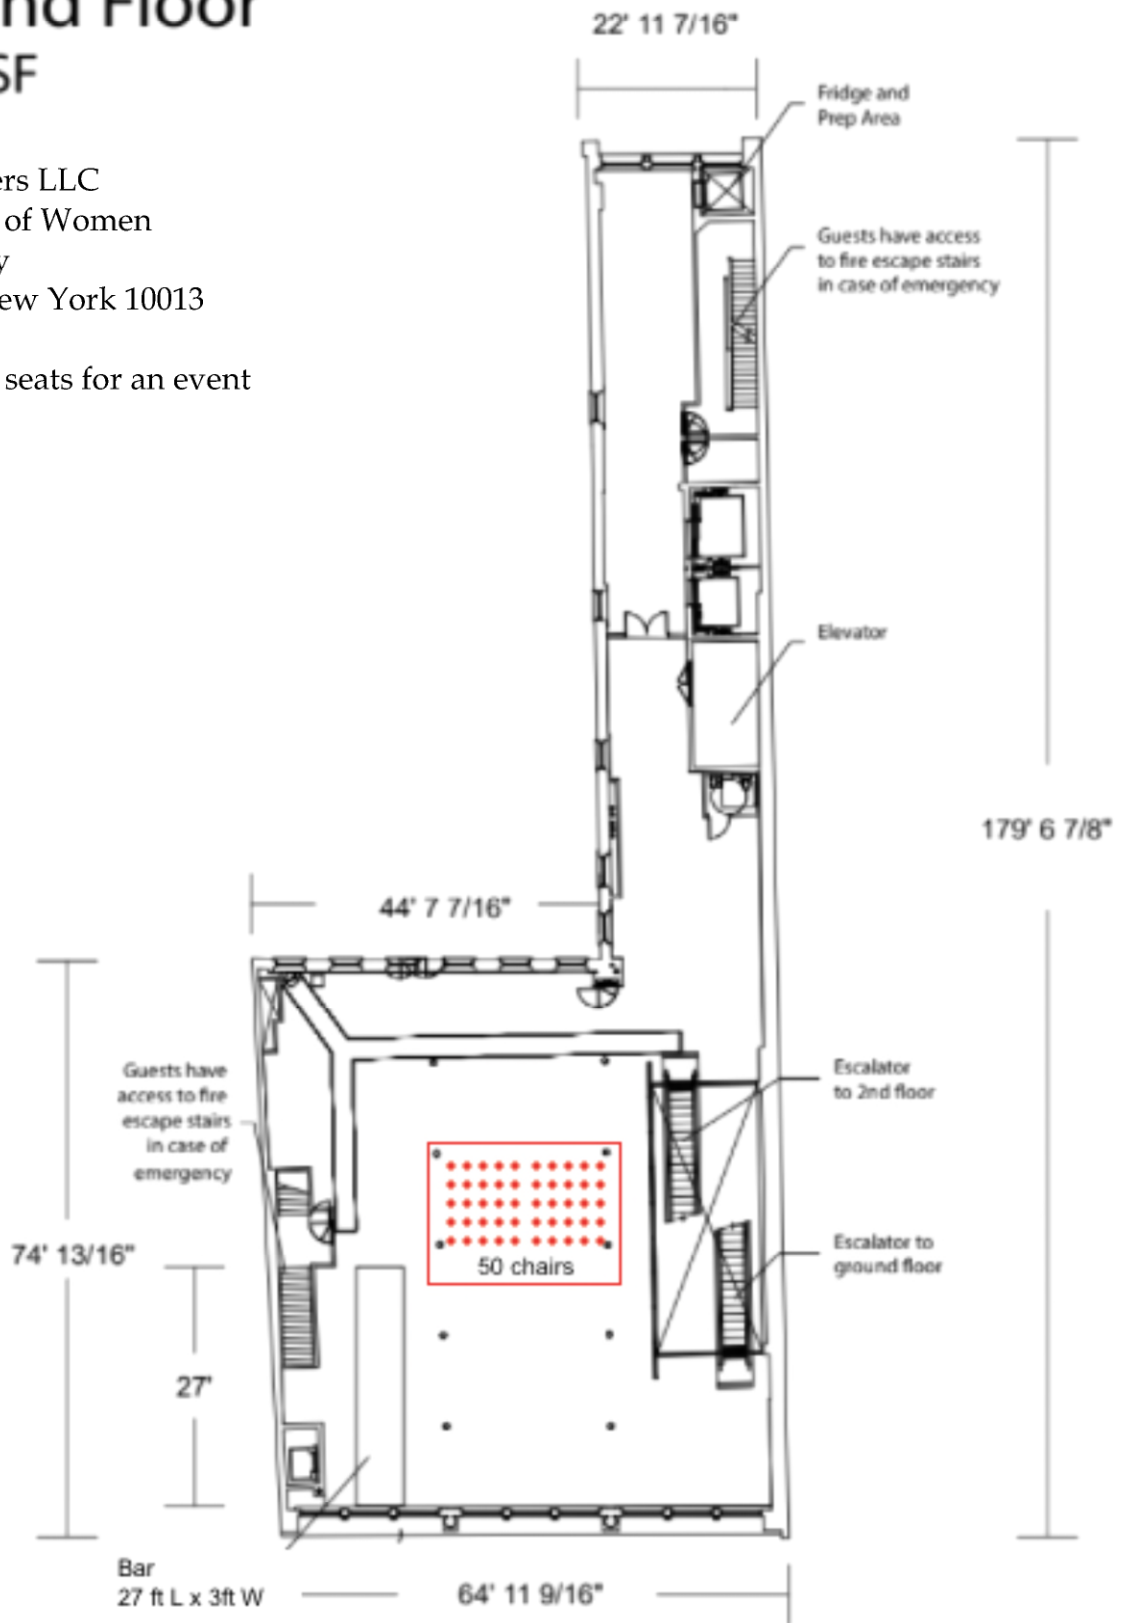 nd Floor
SF
ers LLC
of Women
y
ew York 10013
seats for an event
22' 11 7/16"
Fridge and
Prep Area
Guests have access
to fire escape stairs
in case of emergency
Elevator
179' 6 7/8"
44' 7 7/16"
Guests have
access to fire
escape stairs
in case of
emergency
Escalator
to 2nd floor
50 chairs
Escalator to
ground floor
74' 13/16"
27'
Bar
27 ft L x 3ft W
64' 11 9/16"